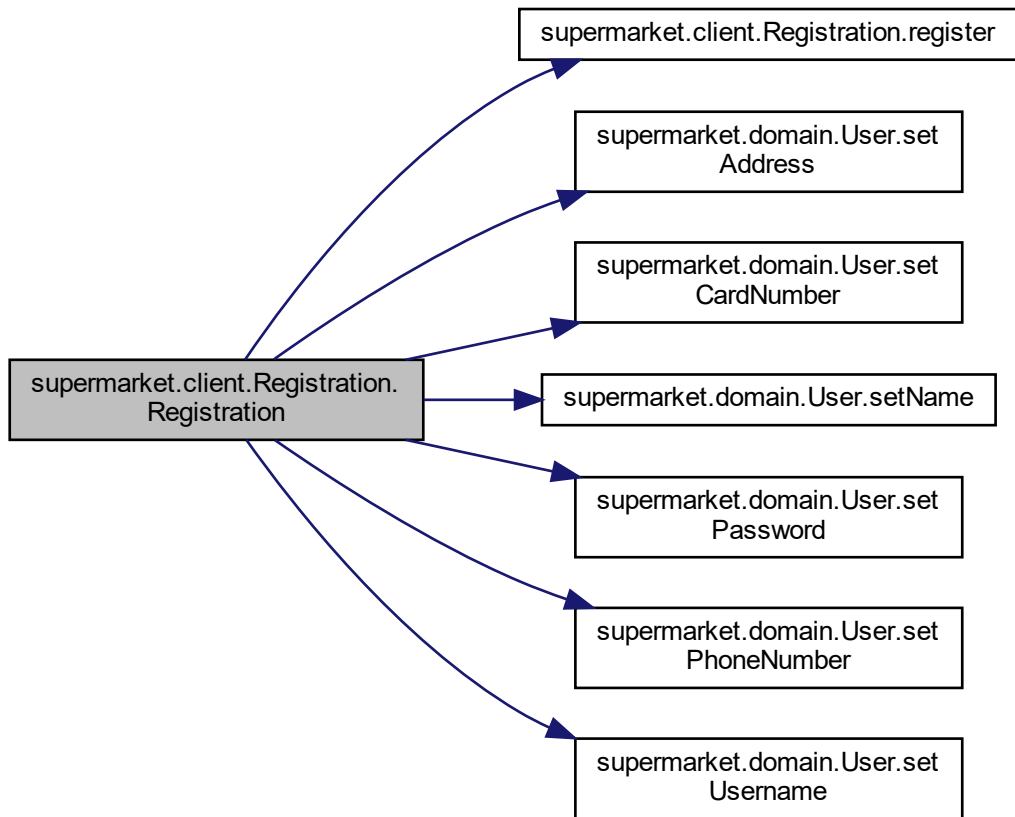 supermarket.client.Registration.register
supermarket.domain.User.set
Address
supermarket.domain.User.set
CardNumber
supermarket.client.Registration.
Registration
supermarket.domain.User.setName
supermarket.domain.User.set
Password
supermarket.domain.User.set
PhoneNumber
supermarket.domain.User.set
Username